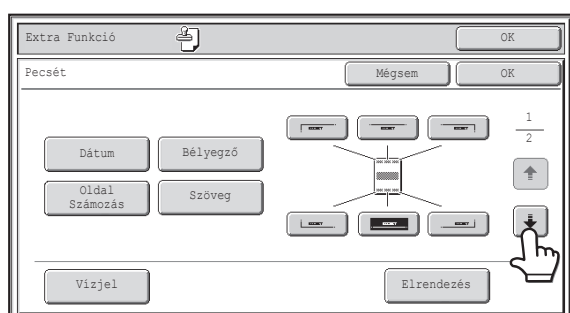 Extra Funkció
OK
Pecsét
Mégsem
OK
Dátum
Bélyegző
Oldal
Számozás
Szöveg
1
2
Vízjel
Elrendezés